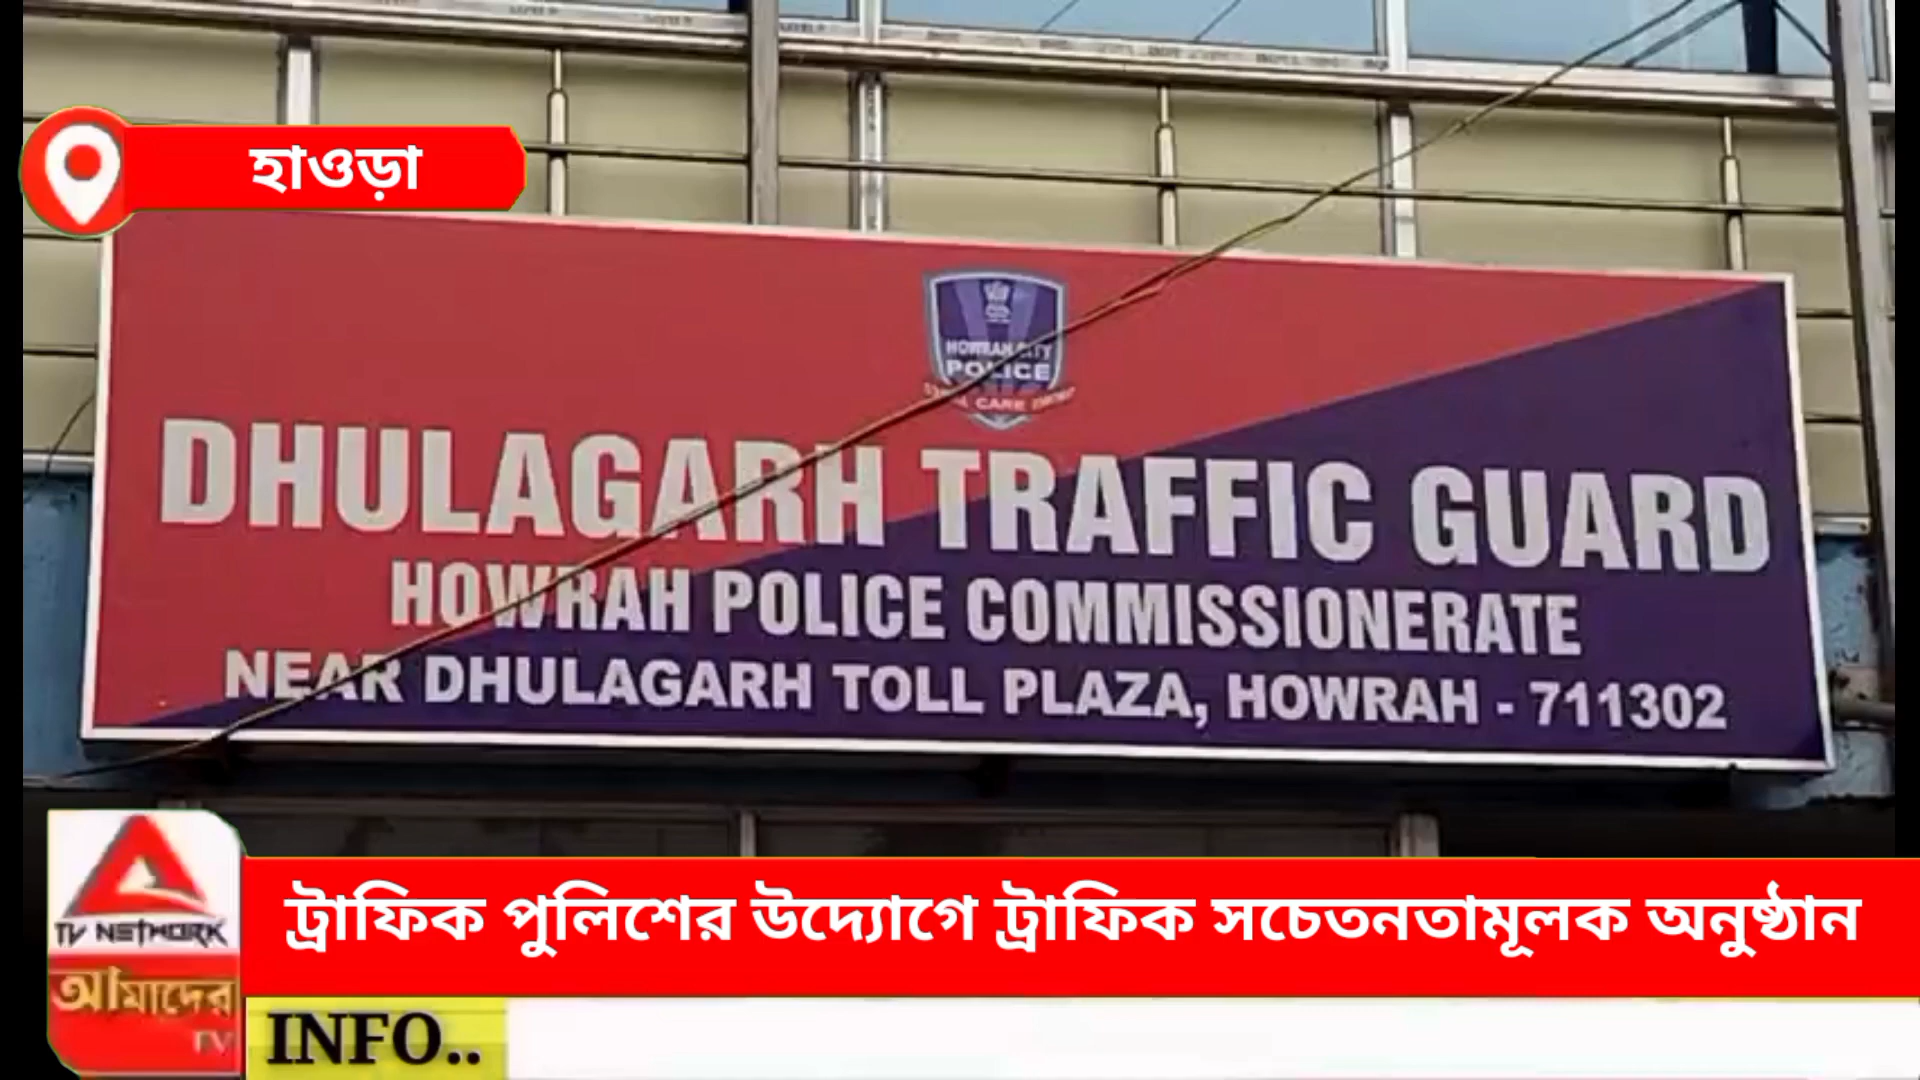 হাওড়া
HOWRAH CITY
POLICE
CARE
DHULAGARH TRAFFIC GUARD
HOWRAH POLICE COMMISSIONERATE
NEAR DHULAGARH TOLL PLAZA, HOWRAH - 711302
ট্রাফিক পুলিশের উদ্যোগে ট্রাফিক সচেতনতামূলক অনুষ্ঠান
TV NETWORK
আমাদের
TV
INFO..